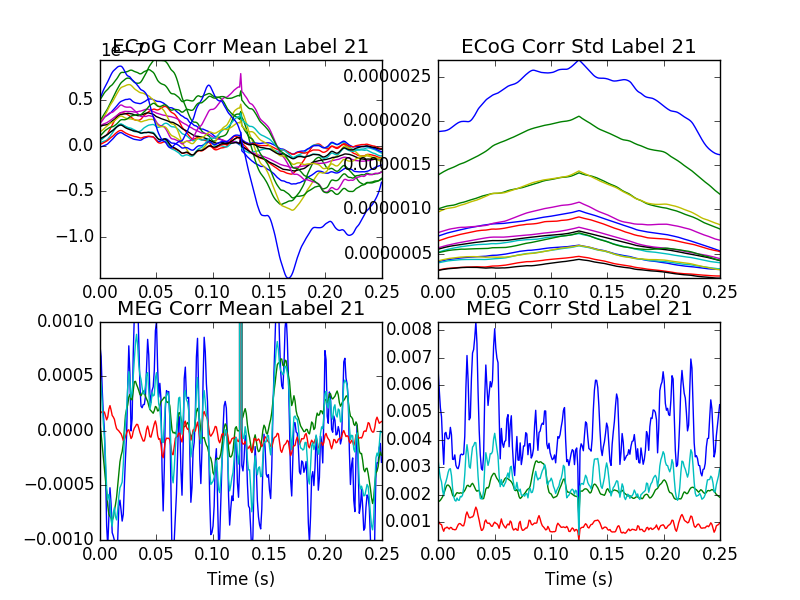 ECoG Corr Mean Label 21
1e−7
0.5
0.0
−0.5
−1.0
0.00 0.05 0.10 0.15 0.20 0.25
ECoG Corr Std Label 21
0.0000025
0.0000020
0.0000015
0.0000010
0.0000005
0.00 0.05 0.10 0.15 0.20 0.25
MEG Corr Mean Label 21
0.0010
0.0005
0.0000
−0.0005
−0.0010
0.00 0.05 0.10 0.15 0.20 0.25
Time (s)
MEG Corr Std Label 21
0.008
0.007
0.006
0.005
0.004
0.003
0.002
0.001
0.00 0.05 0.10 0.15 0.20 0.25
Time (s)